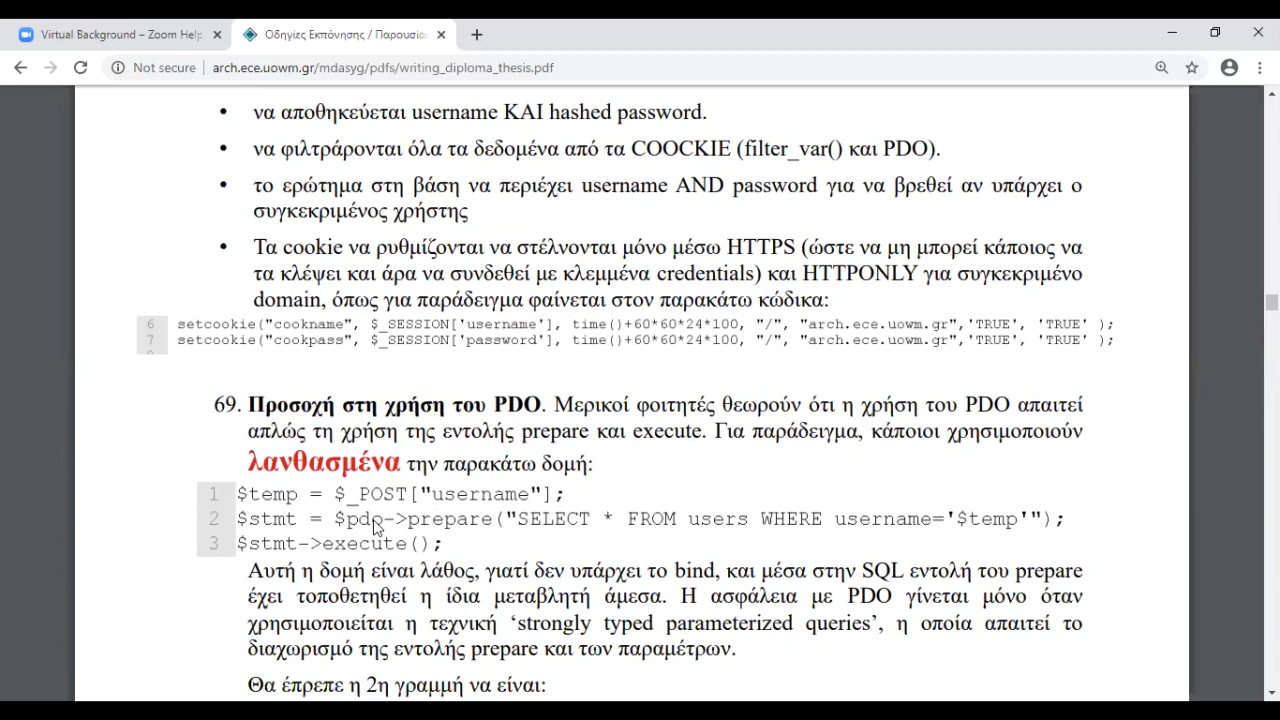 Virtual Background – Zoom Help
Οδηγίες Εκπόνησης / Παρουσία
Not secure
arch.ece.uowm.gr/mdasyg/pdfs/writing_diploma_thesis.pdf
• να αποθηκεύεται username ΚΑΙ hashed password.
• να φιλτράρονται όλα τα δεδομένα από τα COOCKIE (filter_var() και PDO).
• το ερώτημα στη βάση να περιέχει username AND password για να βρεθεί αν υπάρχει ο
συγκεκριμένος χρήστης
• Τα cookie να ρυθμίζονται να στέλνονται μόνο μέσω HTTPS (ώστε να μη μπορεί κάποιος να
τα κλέψει και άρα να συνδεθεί με κλεμμένα credentials) και HTTPONLY για συγκεκριμένο
domain, όπως για παράδειγμα φαίνεται στον παρακάτω κώδικα:
6 setcookie("cookname", $_SESSION['username'], time()+60*60*24*100, "/", "arch.ece.uowm.gr",'TRUE', 'TRUE' );
7 setcookie("cookpass", $_SESSION['password'], time()+60*60*24*100, "/", "arch.ece.uowm.gr",'TRUE', 'TRUE' );
69. Προσοχή στη χρήση του PDO. Μερικοί φοιτητές θεωρούν ότι η χρήση του PDO απαιτεί
απλώς τη χρήση της εντολής prepare και execute. Για παράδειγμα, κάποιοι χρησιμοποιούν
λανθασμένα την παρακάτω δομή:
1 $temp = $_POST["username"];
2 $stmt = $pdo->prepare("SELECT * FROM users WHERE username='$temp'");
3 $stmt->execute();
Αυτή η δομή είναι λάθος, γιατί δεν υπάρχει το bind, και μέσα στην SQL εντολή του prepare
έχει τοποθετηθεί η ίδια μεταβλητή άμεσα. Η ασφάλεια με PDO γίνεται μόνο όταν
χρησιμοποιείται η τεχνική ‘strongly typed parameterized queries’, η οποία απαιτεί το
διαχωρισμό της εντολής prepare και των παραμέτρων.
Θα έπρεπε η 2η γραμμή να είναι: